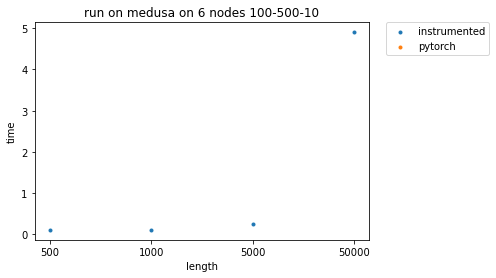 run on medusa on 6 nodes 100-500-10
instrumented
pytorch
5
4
3
2
1
0
time
500 1000 5000 50000
length